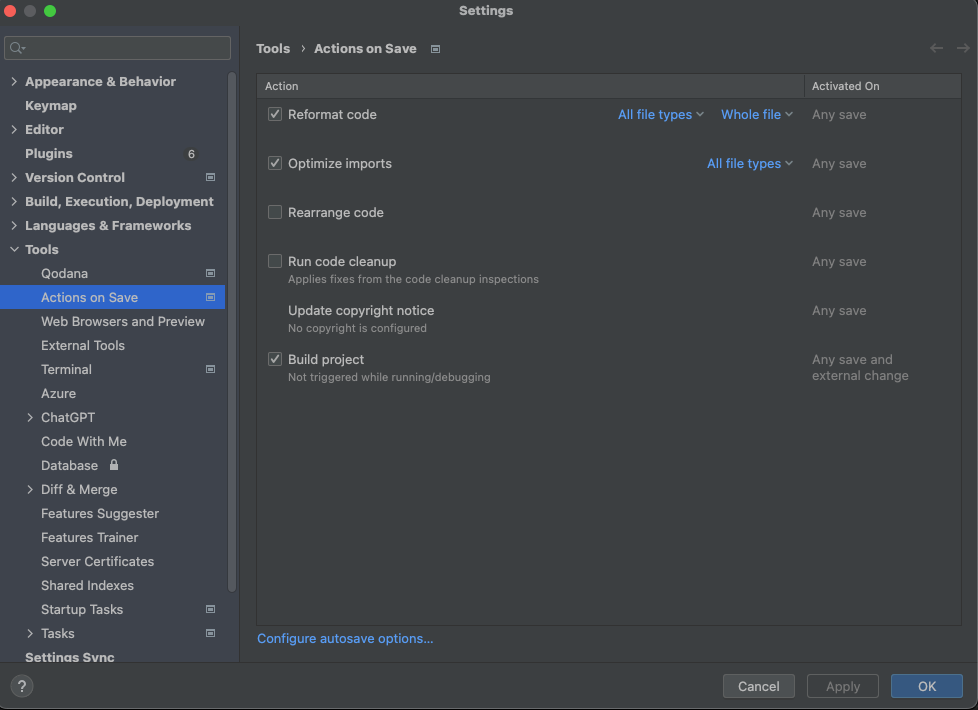 Settings
Appearance & Behavior
Keymap
Editor
Plugins 6
Version Control
Build, Execution, Deployment
Languages & Frameworks
Tools
Qodana
Actions on Save
Web Browsers and Preview
External Tools
Terminal
Azure
ChatGPT
Code With Me
Database
Diff & Merge
Features Suggester
Features Trainer
Server Certificates
Shared Indexes
Startup Tasks
Tasks
Settings Sync
Tools › Actions on Save
Action Activated On
Reformat code All file types Whole file Any save
Optimize imports All file types Any save
Rearrange code Any save
Run code cleanup Any save
Applies fixes from the code cleanup inspections
Update copyright notice Any save
No copyright is configured
Build project Any save and
Not triggered while running/debugging external change
Configure autosave options...
? Cancel Apply OK